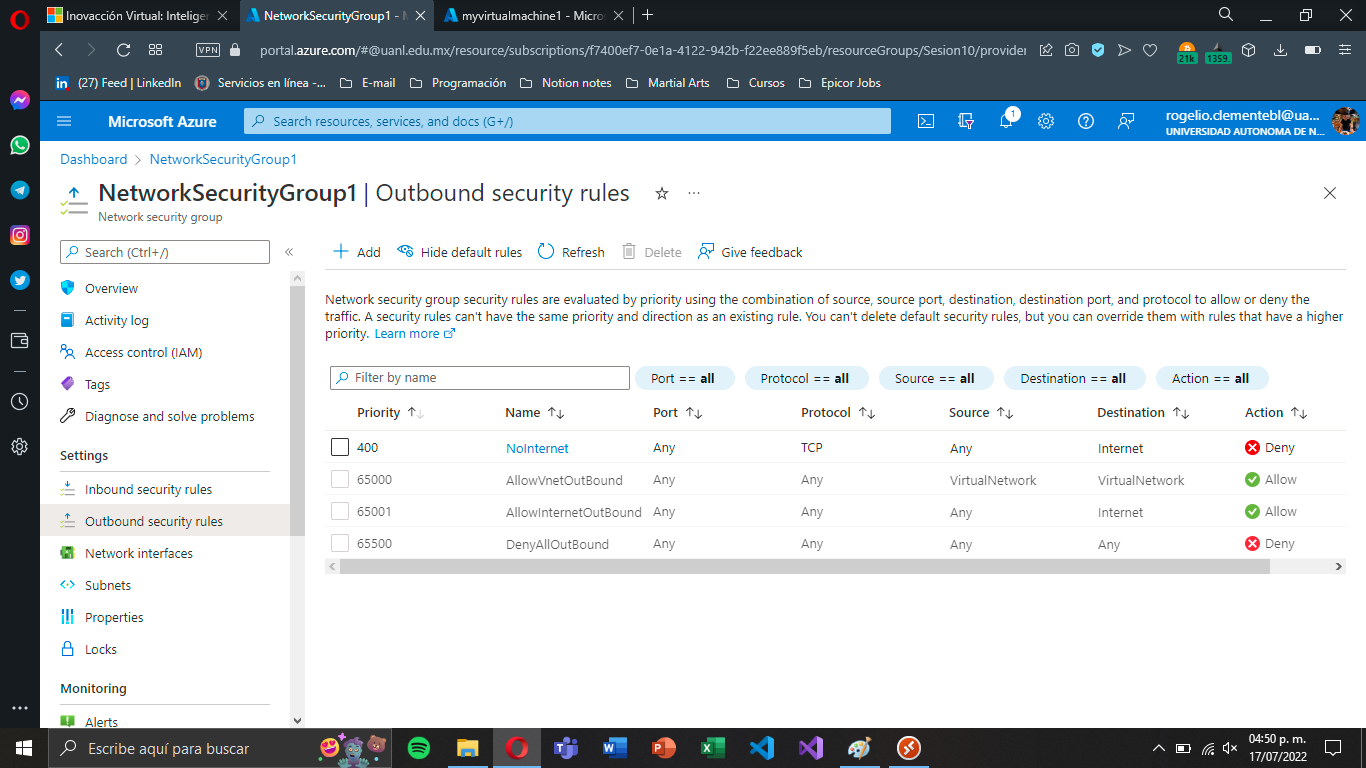 Inovacción Virtual: Inteliger
NetworkSecurityGroup1 - M
myvirtualmachine1 - Micros
VPN
portal.azure.com/#@uanl.edu.mx/resource/subscriptions/f7400ef7-0e1a-4122-942b-f22ee889f5eb/resourceGroups/Sesion10/provider
21k
1359.
(27) Feed | LinkedIn
Servicios en línea -...
E-mail
Programación
Notion notes
Martial Arts
Cursos
Epicor Jobs
Microsoft Azure
Search resources, services, and docs (G+/)
1
rogelio.clementebl@ua...
UNIVERSIDAD AUTONOMA DE N...
Dashboard > NetworkSecurityGroup1
NetworkSecurityGroup1 | Outbound security rules
Network security group
Search (Ctrl+/)
Overview
Activity log
Access control (IAM)
Tags
Diagnose and solve problems
Settings
Inbound security rules
Outbound security rules
Network interfaces
Subnets
Properties
Locks
Monitoring
Alerts
Add
Hide default rules
Refresh
Delete
Give feedback
Network security group security rules are evaluated by priority using the combination of source, source port, destination, destination port, and protocol to allow or deny the
traffic. A security rules can't have the same priority and direction as an existing rule. You can't delete default security rules, but you can override them with rules that have a higher
priority. Learn more
Filter by name
Port == all
Protocol == all
Source == all
Destination == all
Action == all
Priority Name Port Protocol Source Destination Action
400 NoInternet Any TCP Any Internet Deny
65000 AllowVnetOutBound Any Any VirtualNetwork VirtualNetwork Allow
65001 AllowInternetOutBound Any Any Any Internet Allow
65500 DenyAllOutBound Any Any Any Any Deny
Escribe aquí para buscar
04:50 p. m.
17/07/2022